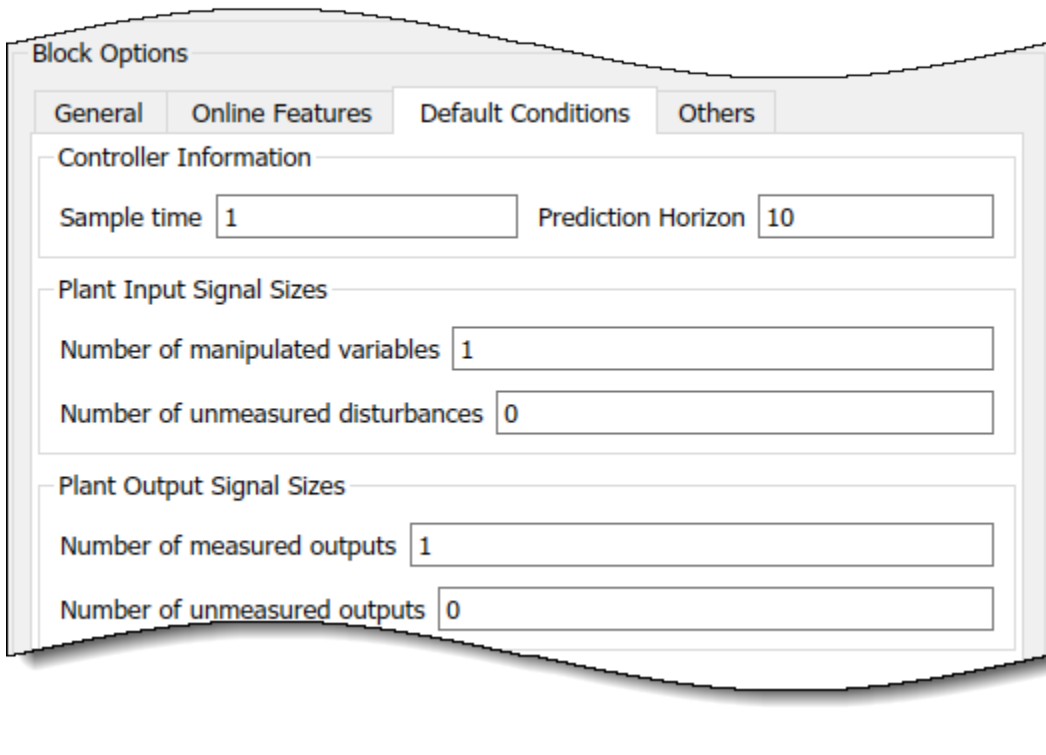 Block Options
General Online Features Default Conditions Others
Controller Information
Sample time 1 Prediction Horizon 10
Plant Input Signal Sizes
Number of manipulated variables 1
Number of unmeasured disturbances 0
Plant Output Signal Sizes
Number of measured outputs 1
Number of unmeasured outputs 0